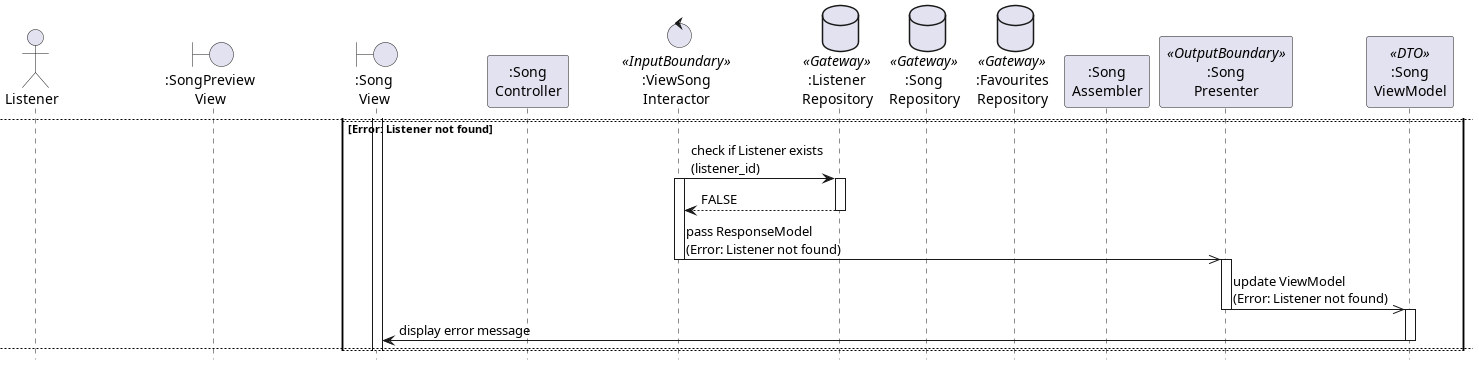 Listener
:SongPreview
View
:Song
View
:Song
Controller
«InputBoundary»
:ViewSong
Interactor
«Gateway»
:Listener
Repository
«Gateway»
:Song
Repository
«Gateway»
:Favourites
Repository
:Song
Assembler
«OutputBoundary»
:Song
Presenter
«DTO»
:Song
ViewModel
[Error: Listener not found]
check if Listener exists
(listener_id)
FALSE
pass ResponseModel
(Error: Listener not found)
update ViewModel
(Error: Listener not found)
display error message